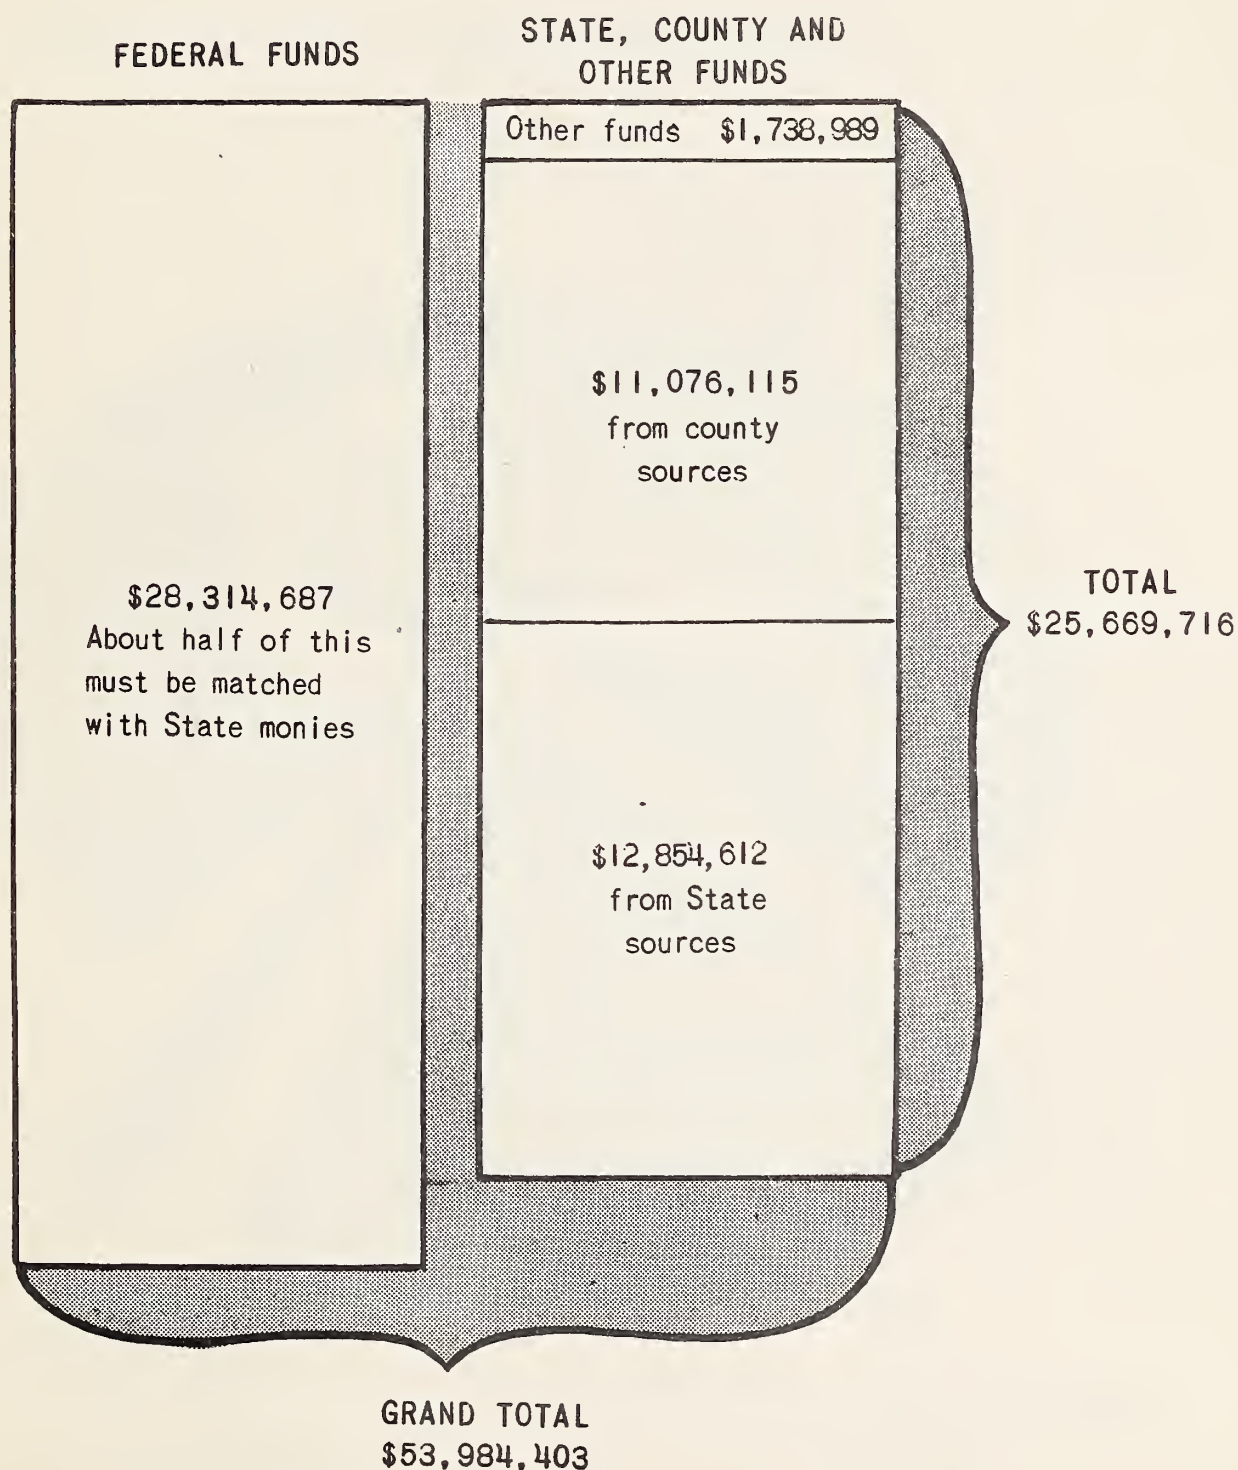 FEDERAL FUNDS
STATE, COUNTY AND
OTHER FUNDS
Other funds $1,738,989
$11,076,115
from county
sources
$28,314,687
About half of this
must be matched
with State monies
TOTAL
$25,669,716
$12,854,612
from State
sources
GRAND TOTAL
$53,984,403